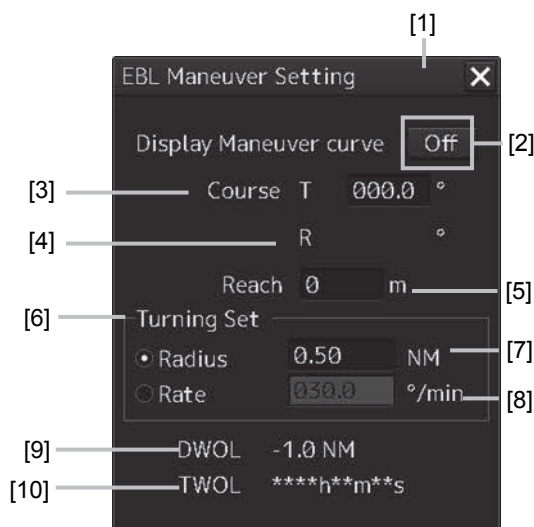 [1]
EBL Maneuver Setting X
Display Maneuver curve Off [2]
[3] Course T 000.0 °
[4] R °
Reach 0 m [5]
[6] Turning Set
Radius 0.50 NM [7]
Rate 030.0 °/min [8]
[9] DWOL -1.0 NM
[10] TWOL ****h**m**s